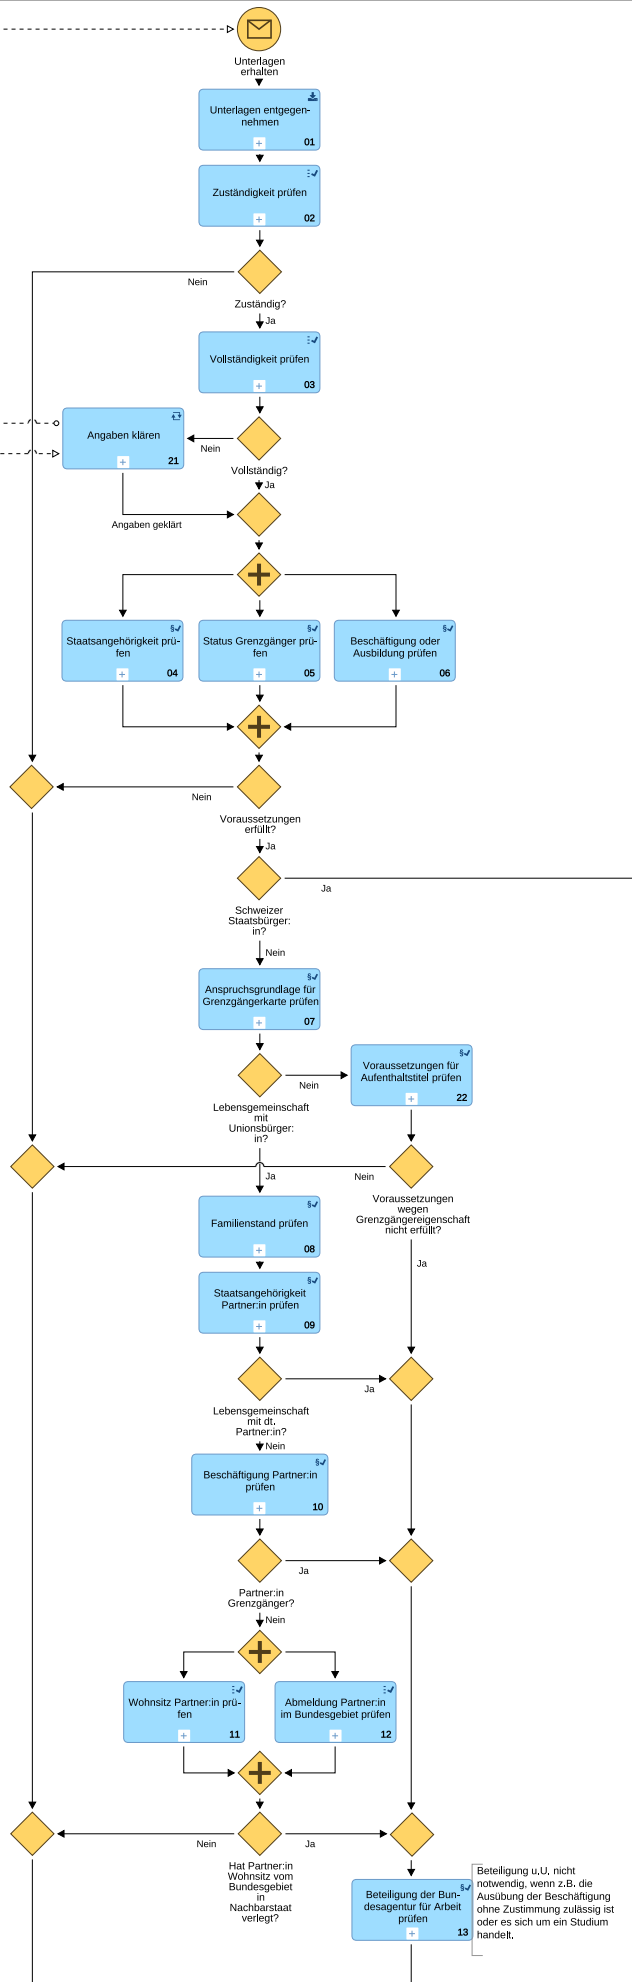 Unterlagen
erhalten
Unterlagen entgegen-
nehmen
01
Zuständigkeit prüfen
02
Nein
Zuständig?
Ja
Vollständigkeit prüfen
03
Angaben klären
21
Nein
Vollständig?
Ja
Angaben geklärt
Staatsangehörigkeit prü-
fen
04
Status Grenzgänger prü-
fen
05
Beschäftigung oder
Ausbildung prüfen
06
Nein
Voraussetzungen
erfüllt?
Ja
Ja
Schweizer
Staatsbürger:
in?
Nein
Anspruchsgrundlage für
Grenzgängerkarte prüfen
07
Nein
Voraussetzungen für
Aufenthaltstitel prüfen
22
Lebensgemeinschaft
mit
Unionsbürger:
in?
Ja
Nein
Voraussetzungen
wegen
Grenzgängereigenschaft
nicht erfüllt?
Ja
Familienstand prüfen
08
Staatsangehörigkeit
Partner:in prüfen
09
Ja
Lebensgemeinschaft
mit dt.
Partner:in?
Nein
Beschäftigung Partner:in
prüfen
10
Ja
Partner:in
Grenzgänger?
Nein
Wohnsitz Partner:in prü-
fen
11
Abmeldung Partner:in
im Bundesgebiet prüfen
12
Nein
Ja
Hat Partner:in
Wohnsitz vom
Bundesgebiet
in
Nachbarstaat
verlegt?
Beteiligung der Bun-
desagentur für Arbeit
prüfen
13
Beteiligung u.U. nicht
notwendig, wenn z.B. die
Ausübung der Beschäftigung
ohne Zustimmung zulässig ist
oder es sich um ein Studium
handelt.